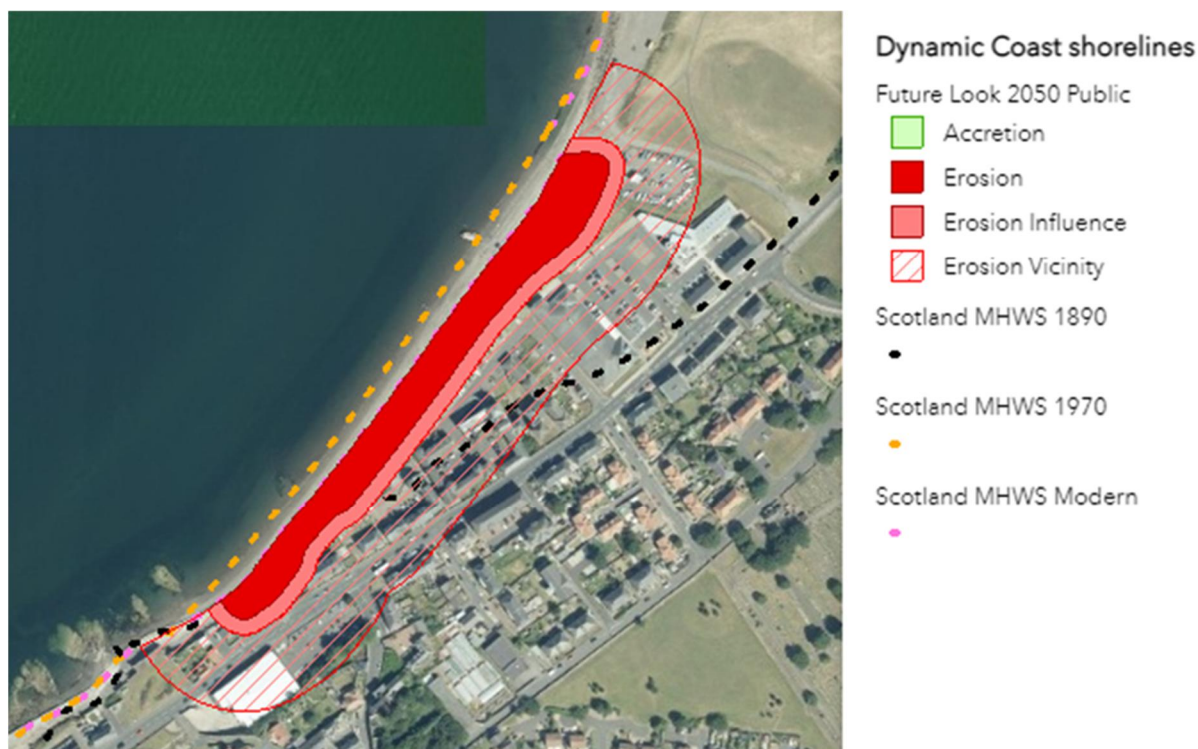 Dynamic Coast shorelines
Future Look 2050 Public
Accretion
Erosion
Erosion Influence
Erosion Vicinity
Scotland MHWS 1890
Scotland MHWS 1970
Scotland MHWS Modern